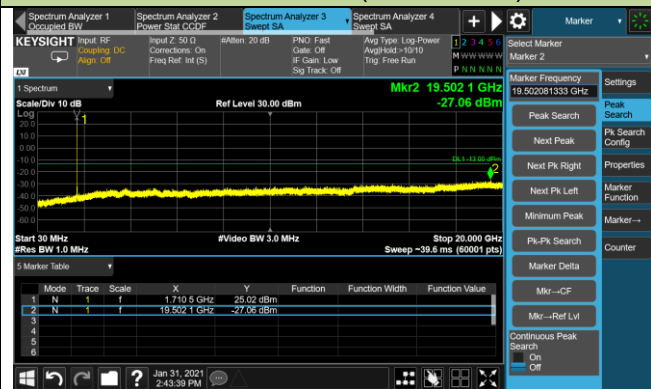 Spectrum Analyzer 1
Occupied BW
Spectrum Analyzer 2
Power Stat CCDF
Spectrum Analyzer 3
Swept SA
Spectrum Analyzer 4
Swept SA
Marker
KEYSIGHT
Input: RF
Coupling: DC
Align: Off
Input Z: 50 Ω
Corrections: On
Freq Ref: Int (S)
#Atten: 20 dB
PNO: Fast
Gate: Off
IF Gain: Low
Sig Track: Off
Avg Type: Log-Power
Avg|Hold:>10/10
Trig: Free Run
1 2 3 4 5 6
M W W W W W
P N N N N N
LXI
Select Marker
Marker 2
1 Spectrum
Mkr2 19.502 1 GHz
-27.06 dBm
Scale/Div 10 dB
Ref Level 30.00 dBm
Log
20.0
10.0
0.00
-10.0
-20.0
-30.0
-40.0
-50.0
-60.0
1
2
DL1 -13.00 dBm
Start 30 MHz
#Res BW 1.0 MHz
#Video BW 3.0 MHz
Stop 20.000 GHz
Sweep ~39.6 ms (60001 pts)
5 Marker Table
Mode Trace Scale X Y Function Function Width Function Value
1 N 1 f 1.710 5 GHz 25.02 dBm
2 N 1 f 19.502 1 GHz -27.06 dBm
3
4
5
6
Marker Frequency
19.502081333 GHz
Peak Search
Next Peak
Next Pk Right
Next Pk Left
Minimum Peak
Pk-Pk Search
Marker Delta
Mkr→CF
Mkr→Ref Lvl
Continuous Peak
Search
On
Off
Settings
Peak
Search
Pk Search
Config
Properties
Marker
Function
Marker→
Counter
Jan 31, 2021
2:43:39 PM